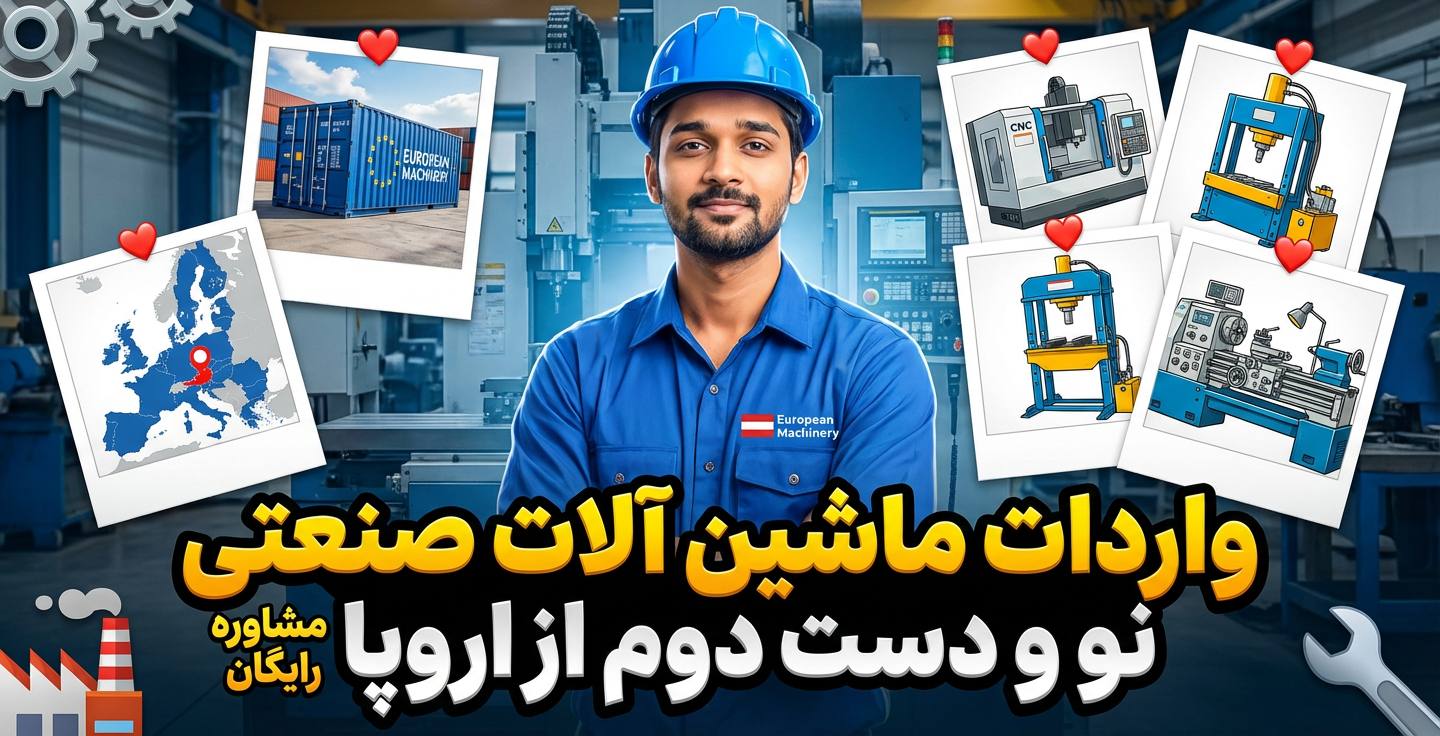 EUROPEAN
MACHINERY
CNC
European
Machinery
واردات ماشین آلات صنعتی
نو و دست دوم از اروپا
مشاوره
رایگان